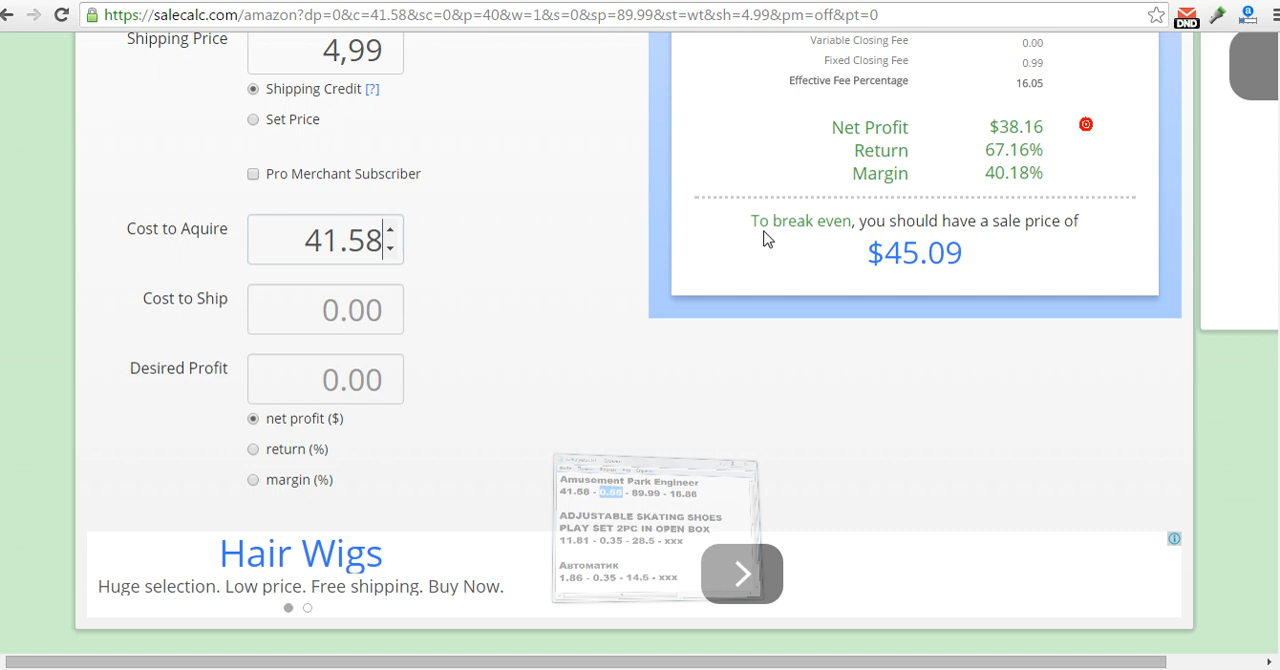 https://salecalc.com/amazon?dp=0&c=41.58&sc=0&p=40&w=1&s=0&sp=89.99&st=wt&sh=4.99&pm=off&pt=0
DND
a
Shipping Price
4,99
Shipping Credit [?]
Set Price
Pro Merchant Subscriber
Cost to Aquire
41.58
Cost to Ship
0.00
Desired Profit
0.00
net profit ($)
return (%)
margin (%)
Variable Closing Fee 0.00
Fixed Closing Fee 0.99
Effective Fee Percentage 16.05
Net Profit $38.16
Return 67.16%
Margin 40.18%
To break even, you should have a sale price of
$45.09
Amusement Park Engineer
41.58 - 0.55 - 89.99 - 16.86
ADJUSTABLE SKATING SHOES
PLAY SET 2PC IN OPEN BOX
11.81 - 0.35 - 28.5 - xxx
Автоматик
1.86 - 0.35 - 14.5 - xxx
Hair Wigs
Huge selection. Low price. Free shipping. Buy Now.